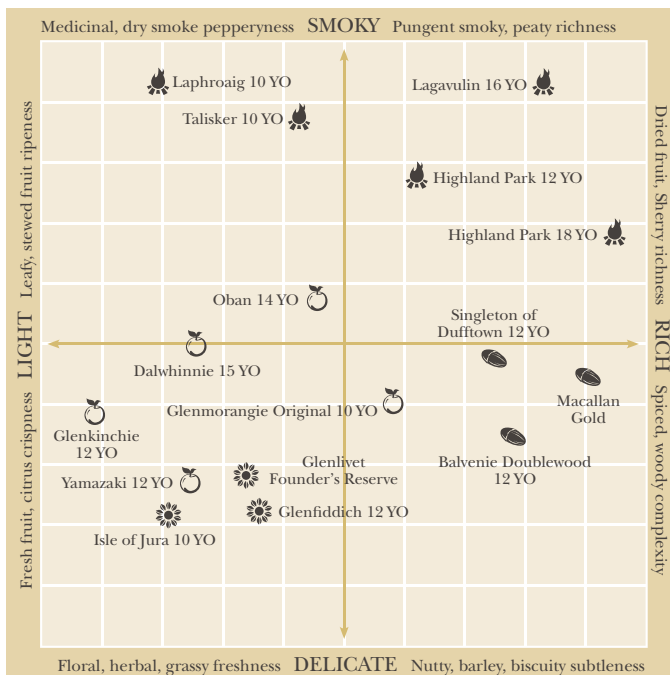 Medicinal, dry smoke pepperyness SMOKY Pungent smoky, peaty richness
Laphroaig 10 YO
Lagavulin 16 YO
Talisker 10 YO
Highland Park 12 YO
Highland Park 18 YO
Oban 14 YO
Singleton of
Dufftown 12 YO
Dalwhinnie 15 YO
Macallan
Gold
Glenmorangie Original 10 YO
Glenkinchie
12 YO
Balvenie Doublewood
12 YO
Glenlivet
Founder's Reserve
Yamazaki 12 YO
Glenfiddich 12 YO
Isle of Jura 10 YO
Fresh fruit, citrus crispness LIGHT Leafy, stewed fruit ripeness
Dried fruit, Sherry richness RICH Spiced, woody complexity
Floral, herbal, grassy freshness DELICATE Nutty, barley, biscuity subtleness